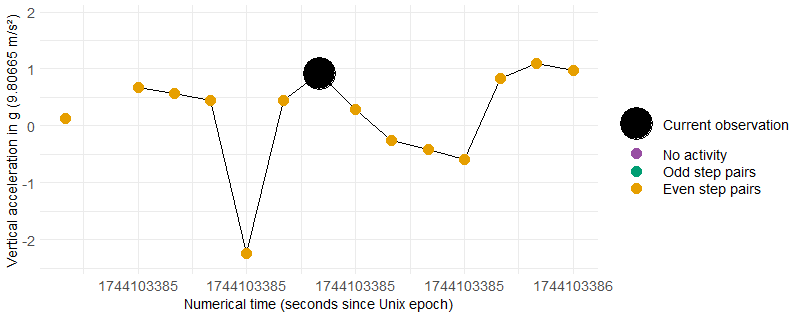 Vertical acceleration in g (9.80665 m/s²)
2
1
0
-1
-2
1744103385
1744103385
1744103385
1744103385
1744103386
Numerical time (seconds since Unix epoch)
Current observation
No activity
Odd step pairs
Even step pairs